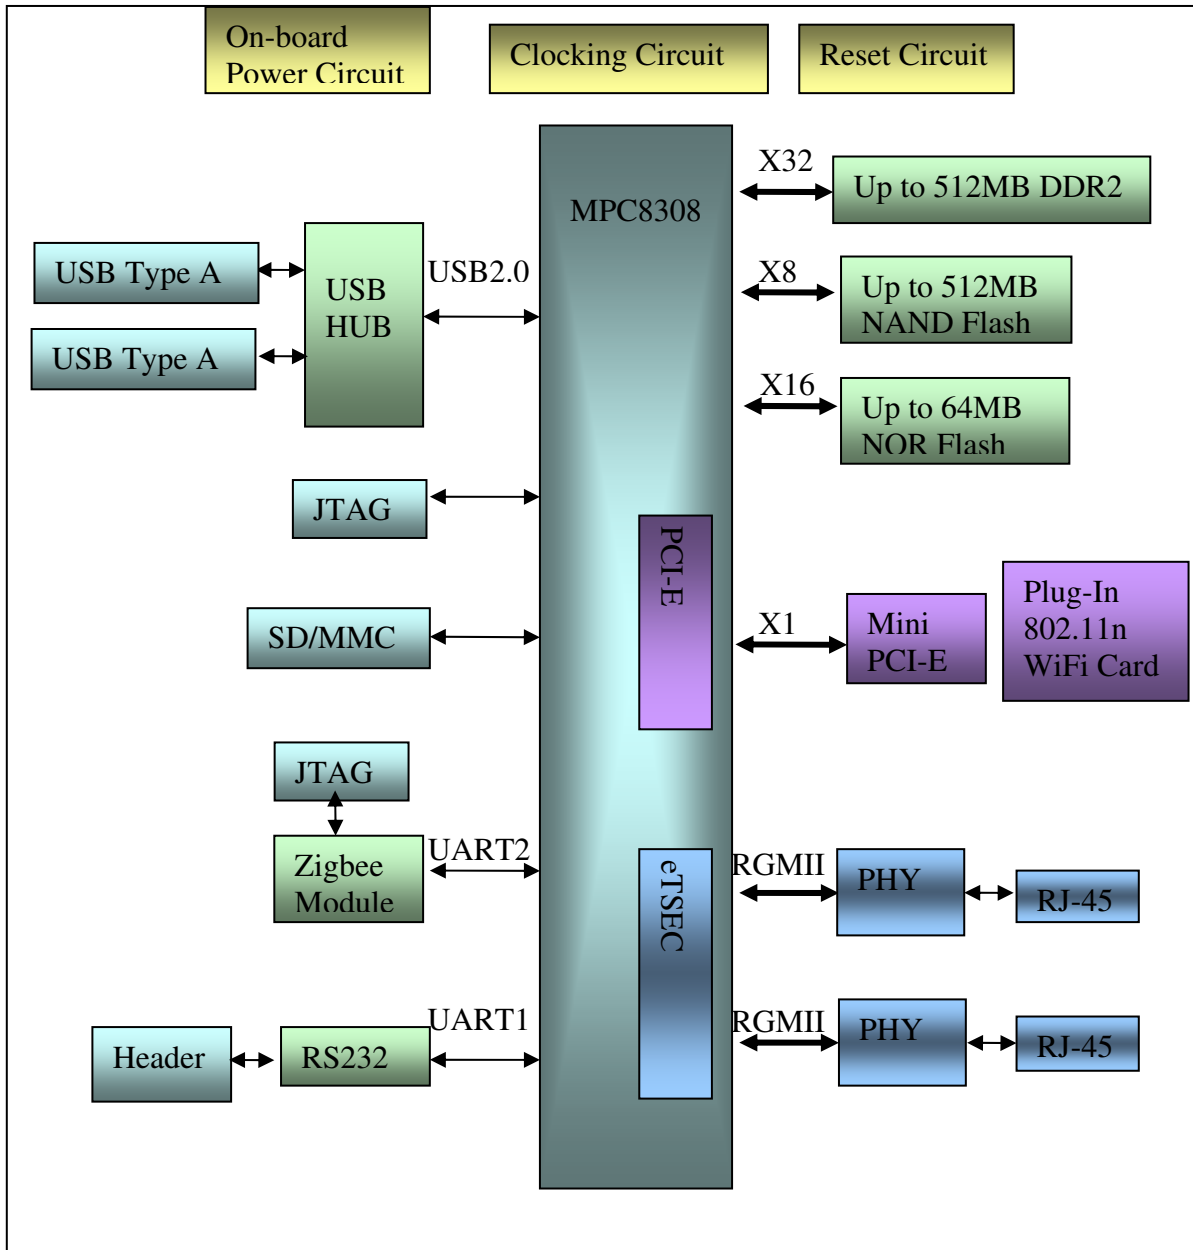 On-board
Power Circuit
Clocking Circuit
Reset Circuit
MPC8308
X32
Up to 512MB DDR2
USB Type A
USB Type A
USB
HUB
USB2.0
X8
Up to 512MB
NAND Flash
X16
Up to 64MB
NOR Flash
JTAG
SD/MMC
PCI-E
X1
Mini
PCI-E
Plug-In
802.11n
WiFi Card
JTAG
Zigbee
Module
UART2
eTSEC
RGMII
PHY
RJ-45
Header
RS232
UART1
RGMII
PHY
RJ-45